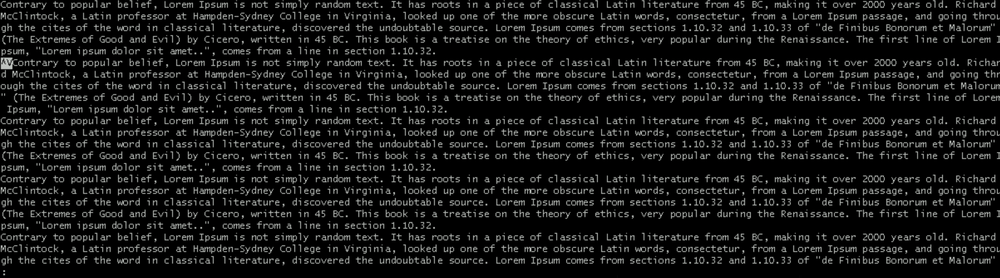 Contrary to popular belief, Lorem Ipsum is not simply random text. It has roots in a piece of classical Latin literature from 45 BC, making it over 2000 years old. Richard
McClintock, a Latin professor at Hampden-Sydney College in Virginia, looked up one of the more obscure Latin words, consectetur, from a Lorem Ipsum passage, and going throu
gh the cites of the word in classical literature, discovered the undoubtable source. Lorem Ipsum comes from sections 1.10.32 and 1.10.33 of "de Finibus Bonorum et Malorum"
(The Extremes of Good and Evil) by Cicero, written in 45 BC. This book is a treatise on the theory of ethics, very popular during the Renaissance. The first line of Lorem I
psum, "Lorem ipsum dolor sit amet..", comes from a line in section 1.10.32.
^VContrary to popular belief, Lorem Ipsum is not simply random text. It has roots in a piece of classical Latin literature from 45 BC, making it over 2000 years old. Richar
d McClintock, a Latin professor at Hampden-Sydney College in Virginia, looked up one of the more obscure Latin words, consectetur, from a Lorem Ipsum passage, and going thr
ough the cites of the word in classical literature, discovered the undoubtable source. Lorem Ipsum comes from sections 1.10.32 and 1.10.33 of "de Finibus Bonorum et Malorum
" (The Extremes of Good and Evil) by Cicero, written in 45 BC. This book is a treatise on the theory of ethics, very popular during the Renaissance. The first line of Lorem
 Ipsum, "Lorem ipsum dolor sit amet..", comes from a line in section 1.10.32.
Contrary to popular belief, Lorem Ipsum is not simply random text. It has roots in a piece of classical Latin literature from 45 BC, making it over 2000 years old. Richard
McClintock, a Latin professor at Hampden-Sydney College in Virginia, looked up one of the more obscure Latin words, consectetur, from a Lorem Ipsum passage, and going throu
gh the cites of the word in classical literature, discovered the undoubtable source. Lorem Ipsum comes from sections 1.10.32 and 1.10.33 of "de Finibus Bonorum et Malorum"
(The Extremes of Good and Evil) by Cicero, written in 45 BC. This book is a treatise on the theory of ethics, very popular during the Renaissance. The first line of Lorem I
psum, "Lorem ipsum dolor sit amet..", comes from a line in section 1.10.32.
Contrary to popular belief, Lorem Ipsum is not simply random text. It has roots in a piece of classical Latin literature from 45 BC, making it over 2000 years old. Richard
McClintock, a Latin professor at Hampden-Sydney College in Virginia, looked up one of the more obscure Latin words, consectetur, from a Lorem Ipsum passage, and going throu
gh the cites of the word in classical literature, discovered the undoubtable source. Lorem Ipsum comes from sections 1.10.32 and 1.10.33 of "de Finibus Bonorum et Malorum"
(The Extremes of Good and Evil) by Cicero, written in 45 BC. This book is a treatise on the theory of ethics, very popular during the Renaissance. The first line of Lorem I
psum, "Lorem ipsum dolor sit amet..", comes from a line in section 1.10.32.
Contrary to popular belief, Lorem Ipsum is not simply random text. It has roots in a piece of classical Latin literature from 45 BC, making it over 2000 years old. Richard
McClintock, a Latin professor at Hampden-Sydney College in Virginia, looked up one of the more obscure Latin words, consectetur, from a Lorem Ipsum passage, and going throu
gh the cites of the word in classical literature, discovered the undoubtable source. Lorem Ipsum comes from sections 1.10.32 and 1.10.33 of "de Finibus Bonorum et Malorum"
: